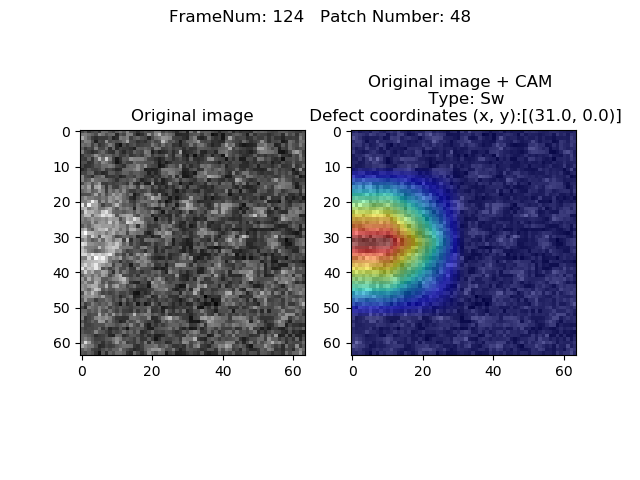 FrameNum: 124   Patch Number: 48
Original image
Original image + CAM
Type: Sw
Defect coordinates (x, y):[(31.0, 0.0)]
0
10
20
30
40
50
60
0 20 40 60
0
10
20
30
40
50
60
0 20 40 60